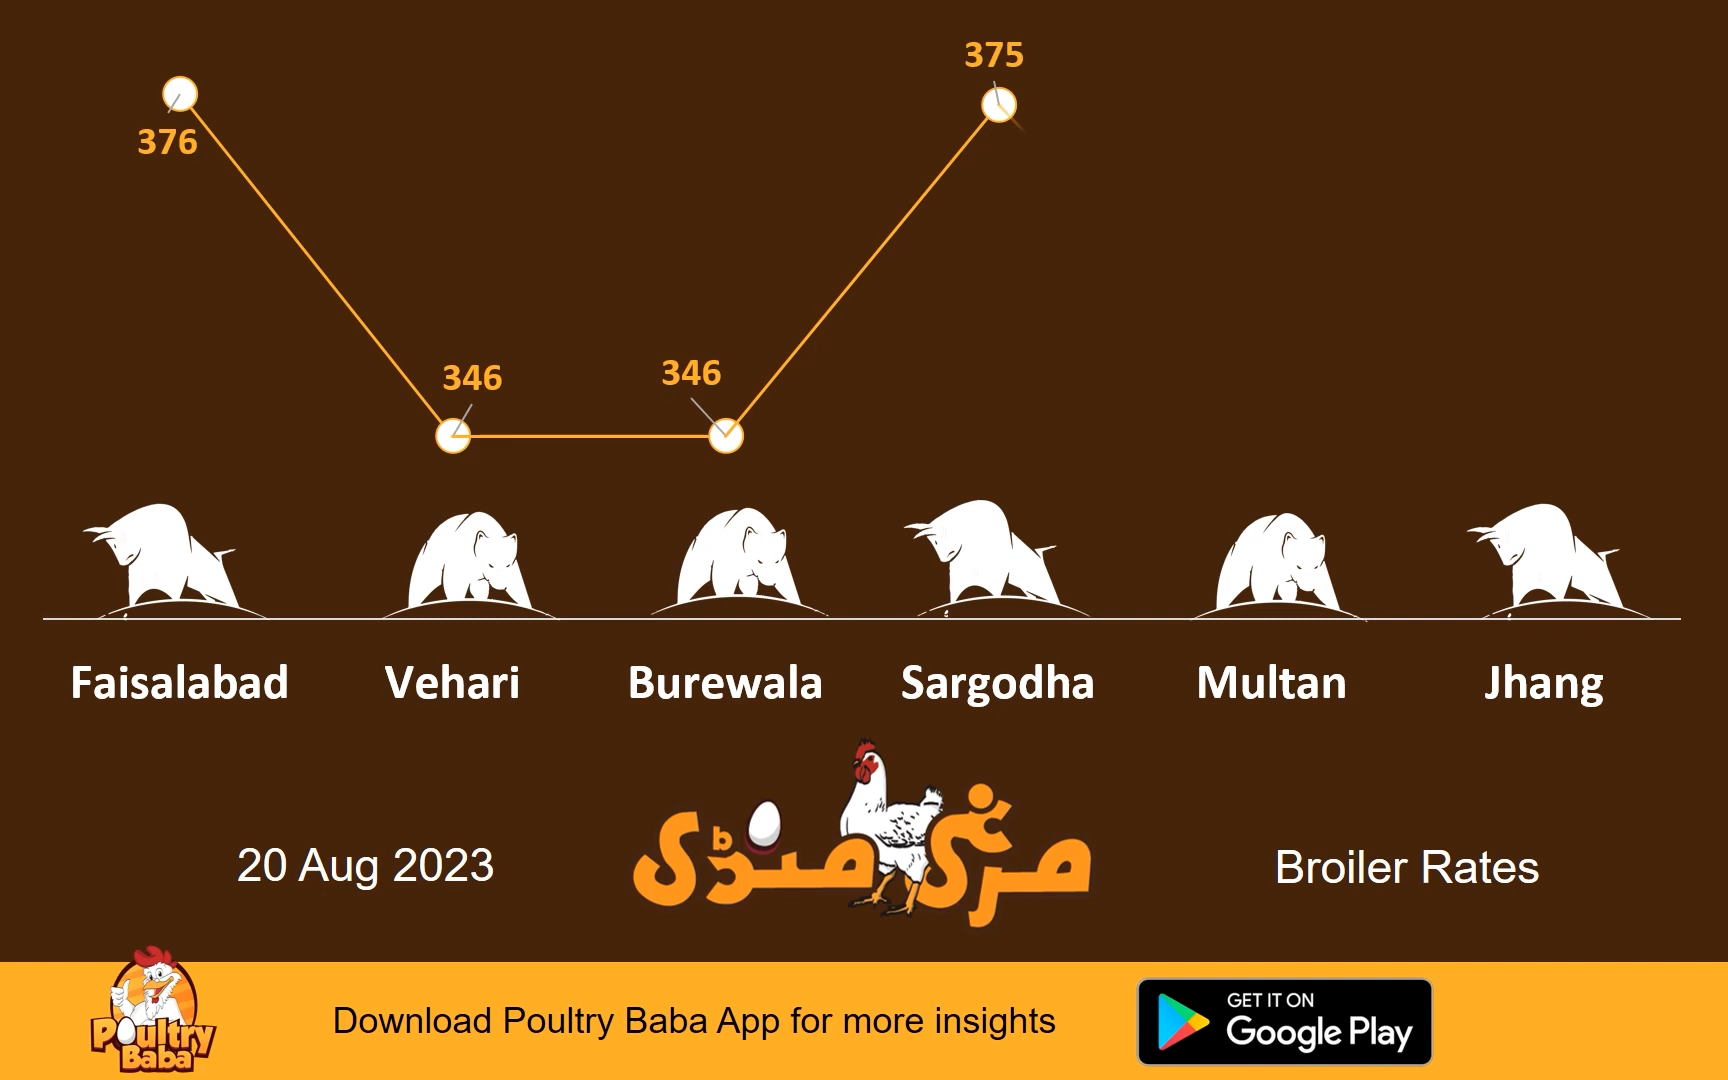 375
376
346
346
Faisalabad
Vehari
Burewala
Sargodha
Multan
Jhang
مرغی منڈی
20 Aug 2023
Broiler Rates
Poultry
Baba
Download Poultry Baba App for more insights
GET IT ON
Google Play